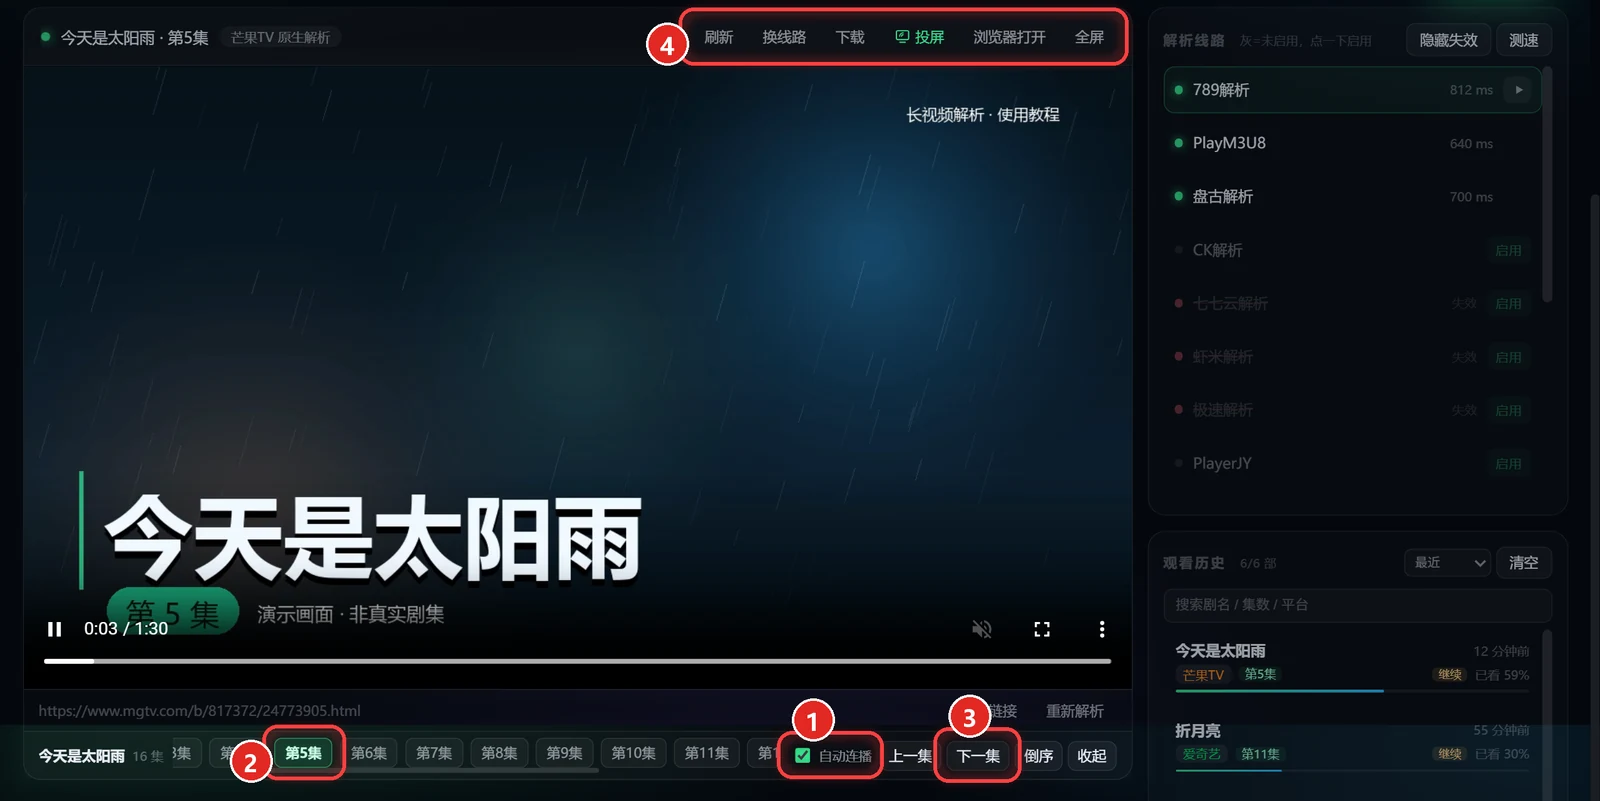 今天是太阳雨 · 第5集 芒果TV 原生解析
4
刷新 换线路 下载 投屏 浏览器打开 全屏
长视频解析 · 使用教程
今天是太阳雨
第 5 集 演示画面 · 非真实剧集
0:03 / 1:30
https://www.mgtv.com/b/817372/24773905.html
链接 重新解析
今天是太阳雨 16 集
2
第5集 第6集 第7集 第8集 第9集 第10集 第11集
1
自动连播
上一集
3
下一集
倒序 收起
解析线路 灰=未启用，点一下启用 隐藏失效 测速
789解析 812 ms
PlayM3U8 640 ms
盘古解析 700 ms
CK解析 启用
七七云解析 失效 启用
虾米解析 失效 启用
极速解析 失效 启用
PlayerJY 启用
观看历史 6/6 部 最近 清空
搜索剧名 / 集数 / 平台
今天是太阳雨 12 分钟前
芒果TV 第5集 继续 已看 59%
折月亮 55 分钟前
爱奇艺 第11集 继续 已看 30%